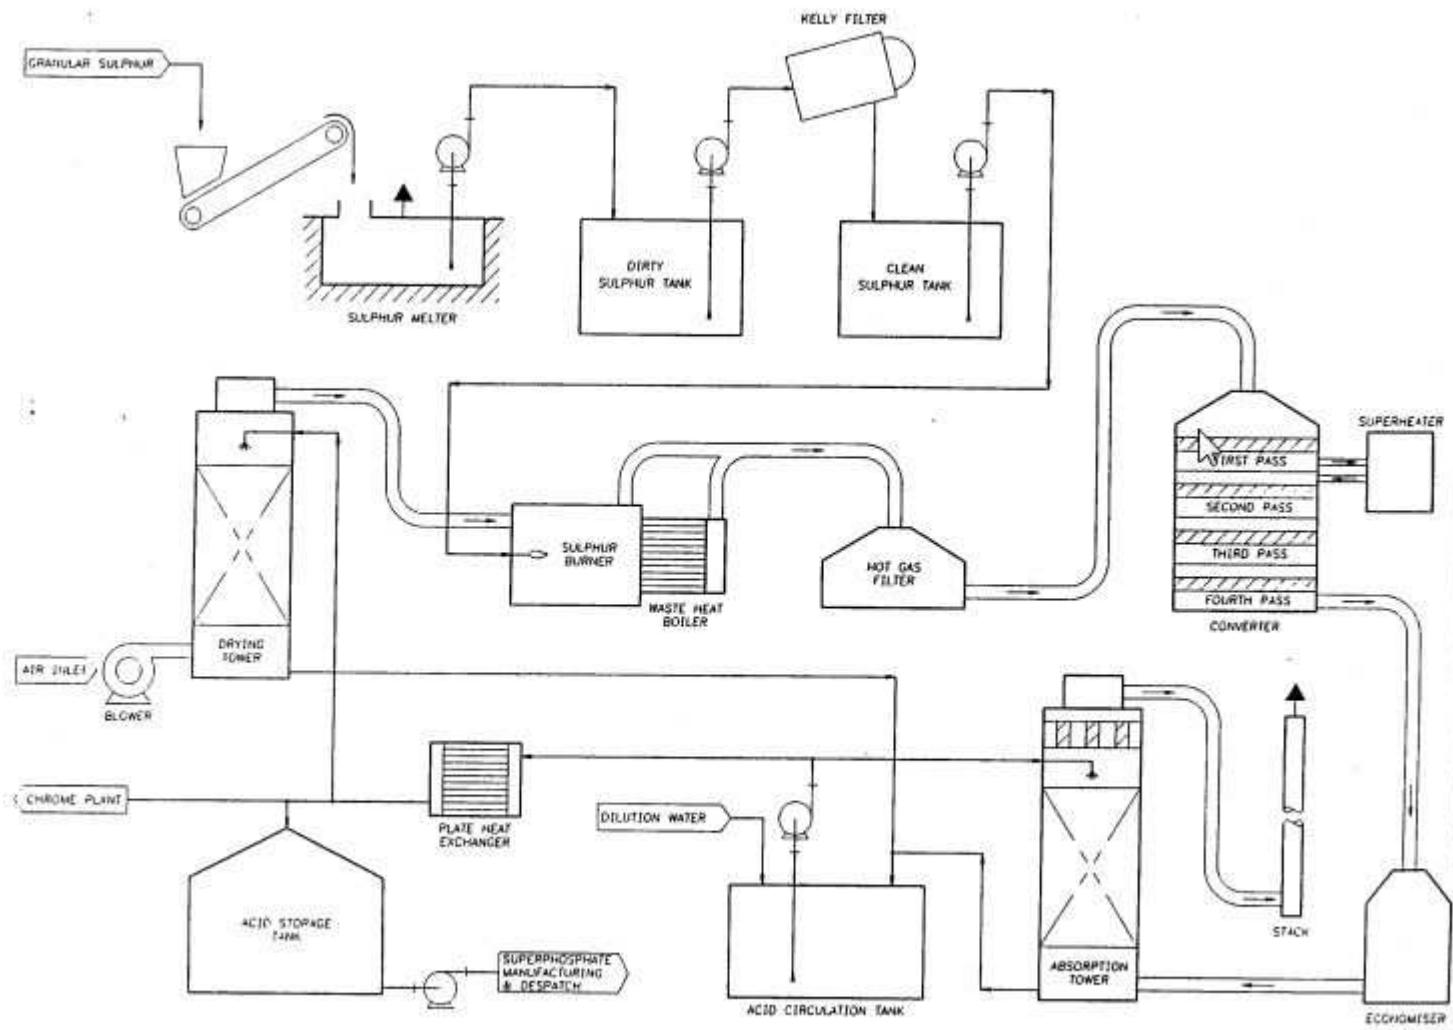 KELLY FILTER
GRANULAR SULPHUR
DIRTY
SULPHUR TANK
CLEAN
SULPHUR TANK
SULPHUR MELTER
SUPERHEATER
FIRST PASS
SECOND PASS
THIRD PASS
FOURTH PASS
CONVERTER
SULPHUR
BURNER
HOT GAS
FILTER
WASTE HEAT
BOILER
DRYING
TOWER
AIR INLET
BLOWER
CHROME PLANT
PLATE HEAT
EXCHANGER
DILUTION WATER
ACID STORAGE
TANK
STACK
SUPERPHOSPHATE
MANUFACTURING
& DESPATCH
ABSORPTION
TOWER
ACID CIRCULATION TANK
ECONOMISER